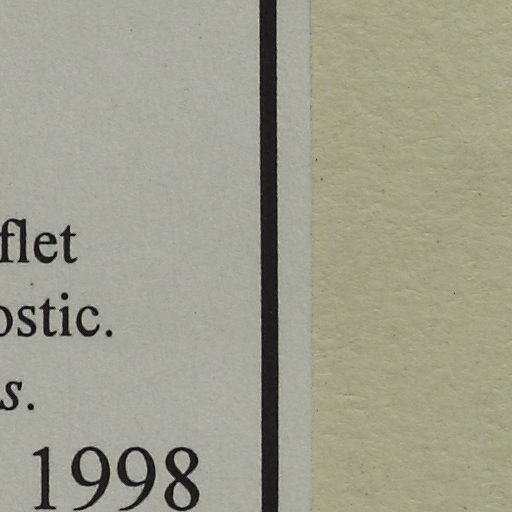 flet
ostic.
s.
1998